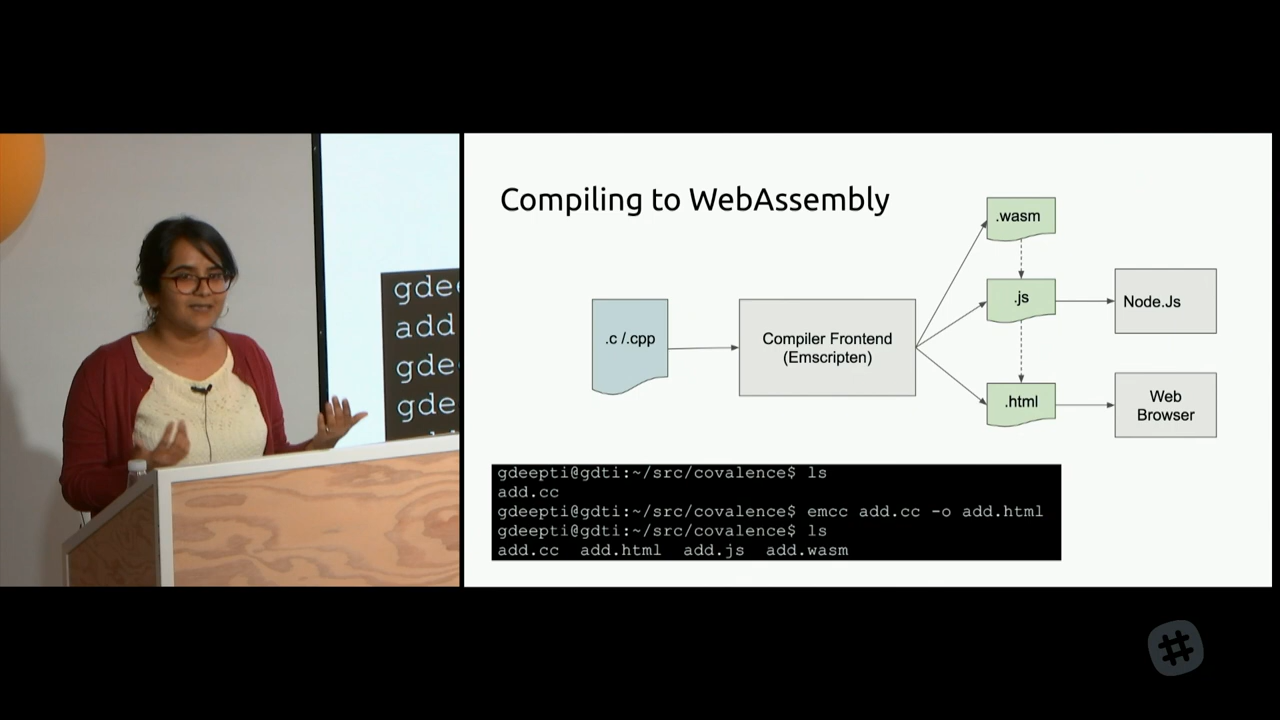 gdee
add
gdee
gde
Compiling to WebAssembly
.c /.cpp
Compiler Frontend
(Emscripten)
.wasm
.js
.html
Node.Js
Web
Browser
gdeepti@gdti:~/src/covalence$ ls
add.cc
gdeepti@gdti:~/src/covalence$ emcc add.cc -o add.html
gdeepti@gdti:~/src/covalence$ ls
add.cc  add.html  add.js  add.wasm